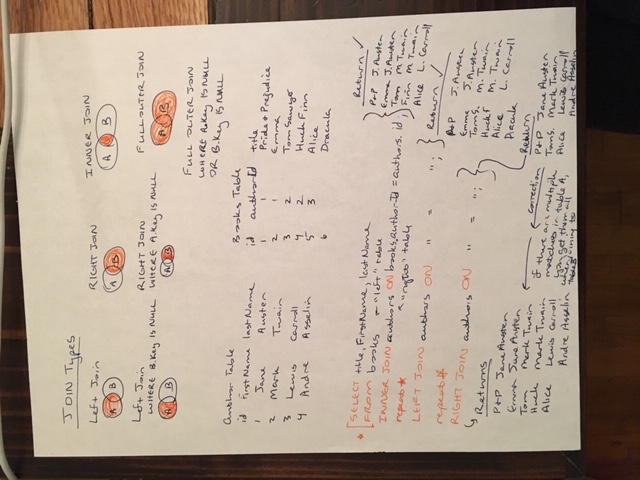 JOIN Types
Left Join
RIGHT JOIN
INNER JOIN
A B
A B
A B
Left Join
WHERE B.Key IS NULL
RIGHT JOIN
WHERE A.Key IS NULL
FULL OUTER JOIN
A B
A B
A B
FULL OUTER JOIN
WHERE A.Key IS NULL
OR B.Key IS NULL
Author Table
id FirstName lastName
1 Jane Austen
2 Mark Twain
3 Lewis Carroll
4 Andre Asselin
Books Table
id authorId title
1 1 Pride & Prejudice
2 1 Emma
3 2 Tom Sawyer
4 2 Huck Finn
5 3 Alice
6 Dracula
* [SELECT title, FirstName, lastName
FROM books ← "left" table
INNER JOIN authors ON books.authorId = authors.id;
repeat * ↖ "right" table
LEFT JOIN authors ON " = ";
repeat *
RIGHT JOIN authors ON " = ";
Return ✓
P+P J. Austen
Emma J. Austen
Tom M. Twain
Finn M Twain
Alice L. Carroll
Return ✓
P+P J. Austen
Emma J. Austen
TomS. M. Twain
Huck F M. Twain
Alice L. Carroll
Dracula
Returns
P+P Jane Austen
Emma Jane Austen
Tom Mark Twain
Huck Mark Twain
Alice Lewis Carroll
Andre Asselin
← correction
if there are multiple
matches in table A,
you get them all
when joining to
Return
P+P Jane Austen
TomS. Mark Twain
Alice Lewis Carroll
Andre Asselin